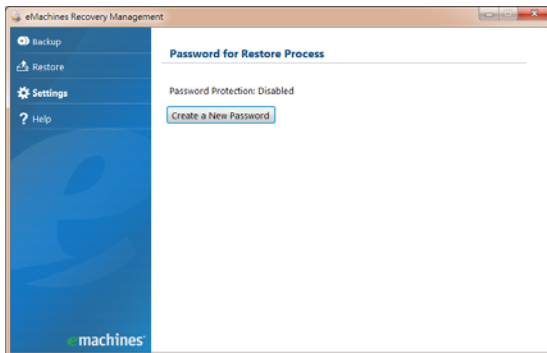 eMachines Recovery Management
Backup
Restore
Settings
? Help
Password for Restore Process
Password Protection: Disabled
Create a New Password
emachines